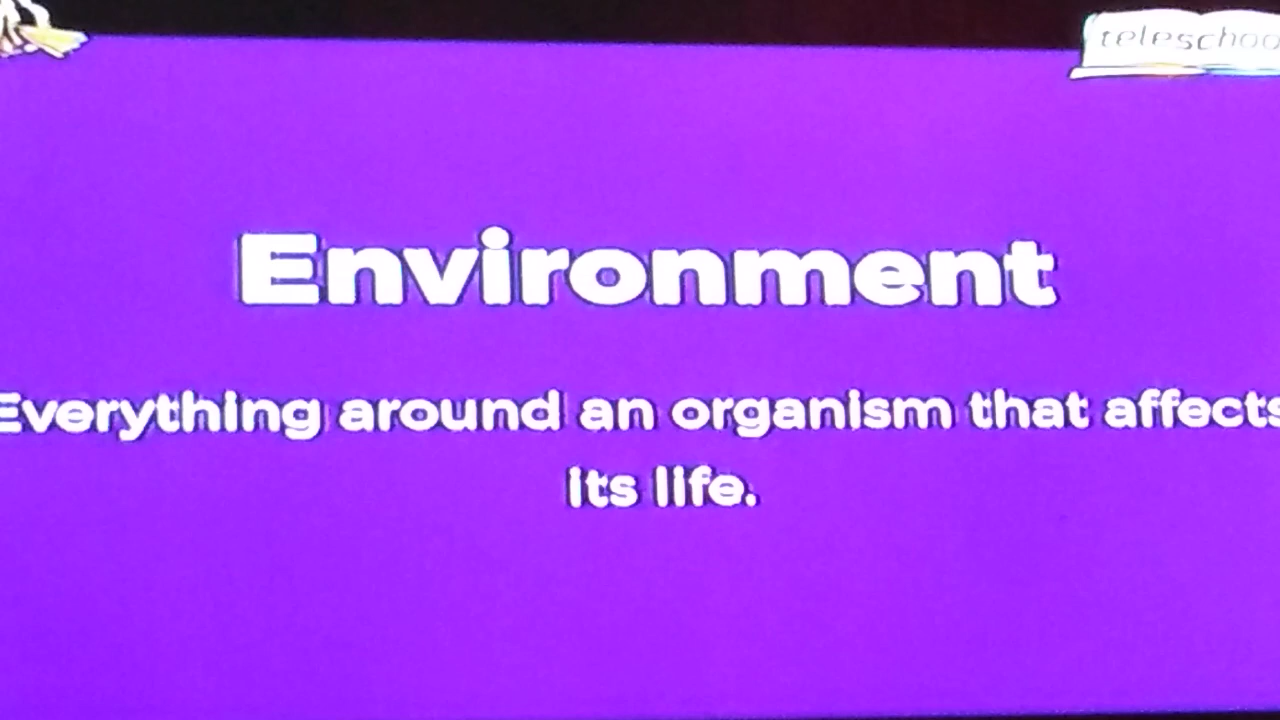 teleschoo
Environment
Everything around an organism that affects
its life.